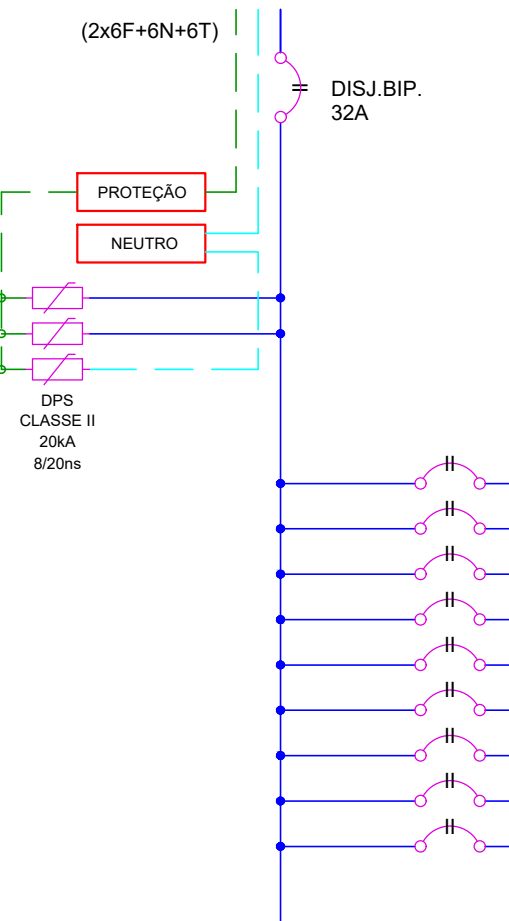 (2x6F+6N+6T)
DISJ.BIP.
32A
PROTEÇÃO
NEUTRO
DPS
CLASSE II
20kA
8/20ns